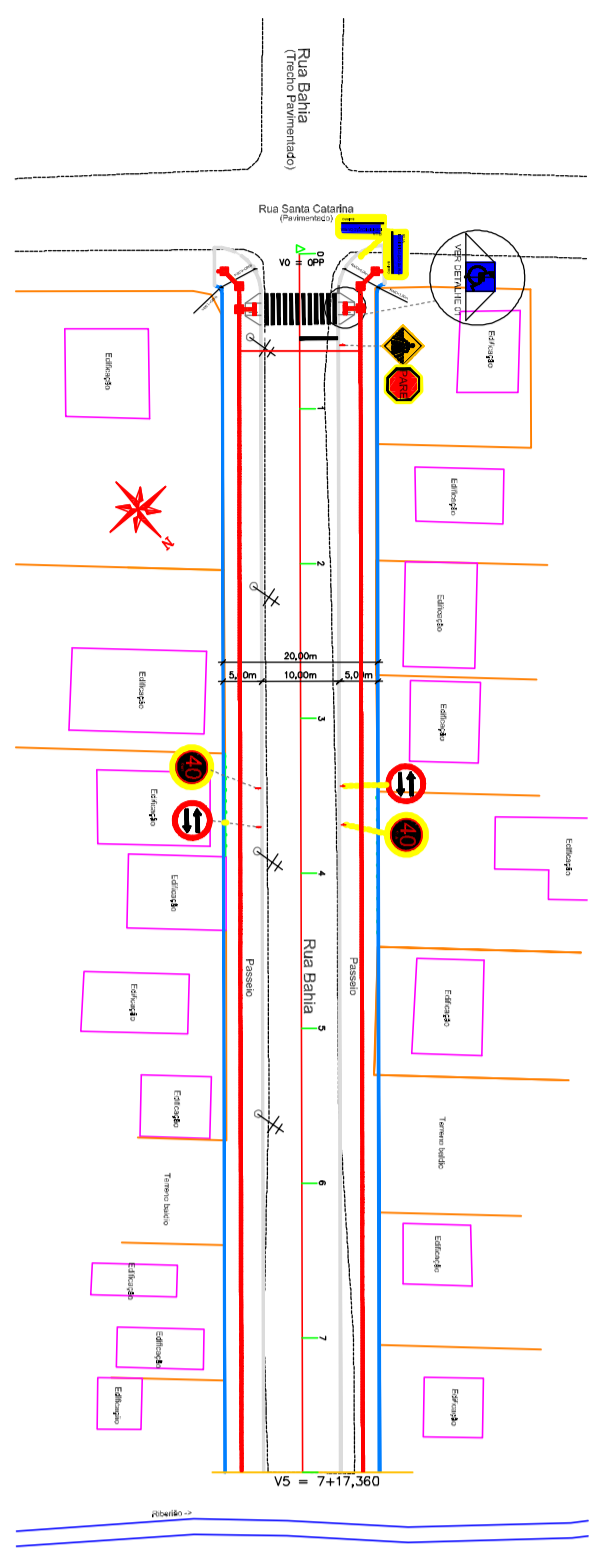 Rua Bahia
(Trecho Pavimentado)
Rua Santa Catarina
(Pavimentado)
0
V0 = 0PP
VER DETALHE 01
Edificação
Edificação
PARE
1
Edificação
2
Edificação
N
20,00m
5,00m
10,00m
5,00m
Edificação
Edificação
3
40
Edificação
40
Edificação
4
Edificação
Rua Bahia
Passeio
Passeio
Edificação
Edificação
5
Edificação
Terreno baldio
6
Terreno baldio
Edificação
Edificação
7
Edificação
Edificação
Edificação
V5 = 7+17,360
Ribeirão ->